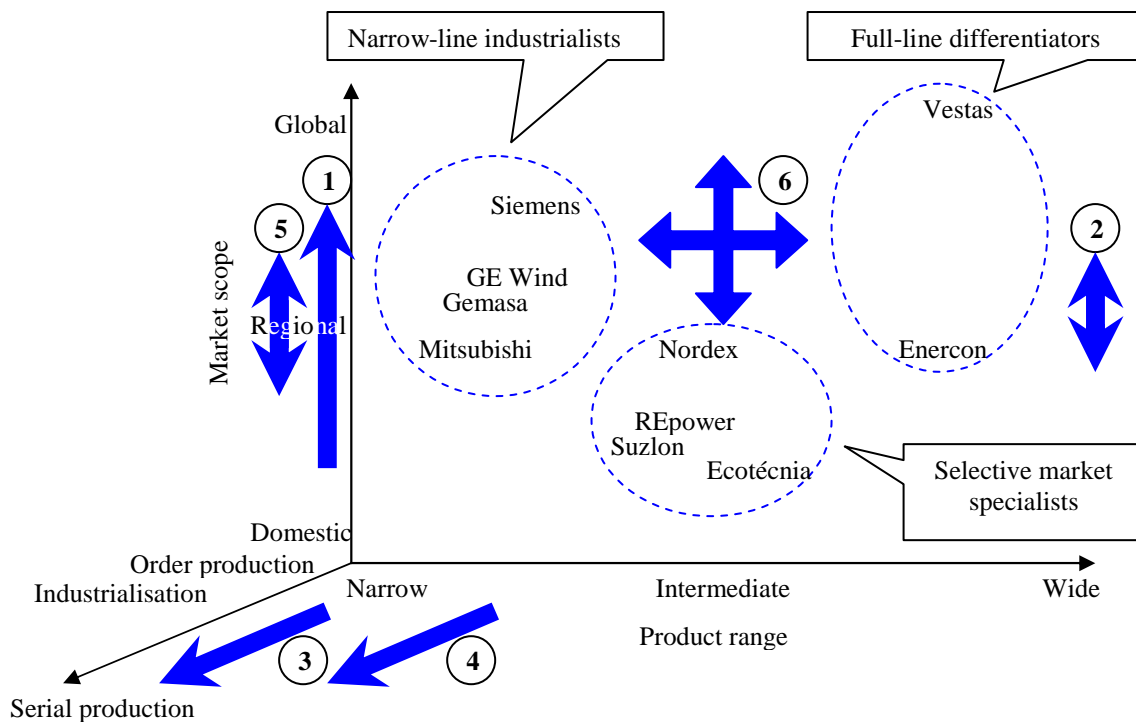 Narrow-line industrialists
Full-line differentiators
Vestas
Global
1
6
Siemens
5
2
Market scope
GE Wind
Gemasa
Regional
Mitsubishi
Nordex
Enercon
REpower
Suzlon
Ecotécnia
Selective market
specialists
Domestic
Order production
Industrialisation
Narrow
Intermediate
Wide
Product range
3
4
Serial production